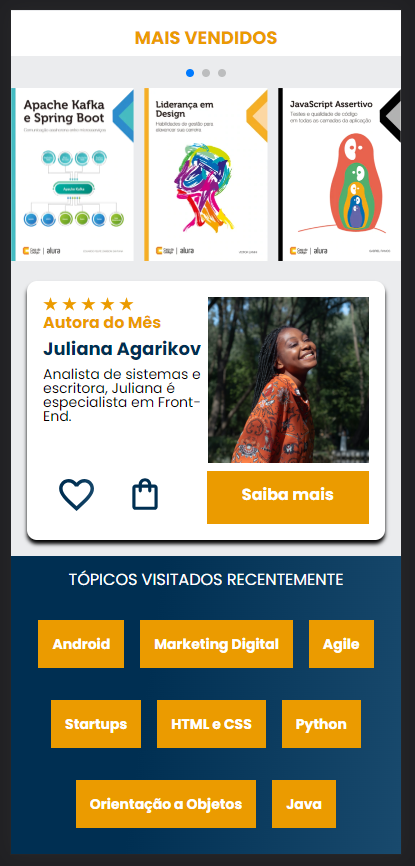 MAIS VENDIDOS
Apache Kafka
e Spring Boot
Comunicação assíncrona entre microsserviços
Apache Kafka
Casa do
Código
alura
Liderança em
Design
Habilidades de gestão para
alavancar sua carreira
Casa do
Código
alura
JavaScript Assertivo
Testes e qualidade de código
em todas as camadas da aplicação
Casa do
Código
alura
Autora do Mês
Juliana Agarikov
Analista de sistemas e
escritora, Juliana é
especialista em Front-
End.
Saiba mais
TÓPICOS VISITADOS RECENTEMENTE
Android
Marketing Digital
Agile
Startups
HTML e CSS
Python
Orientação a Objetos
Java